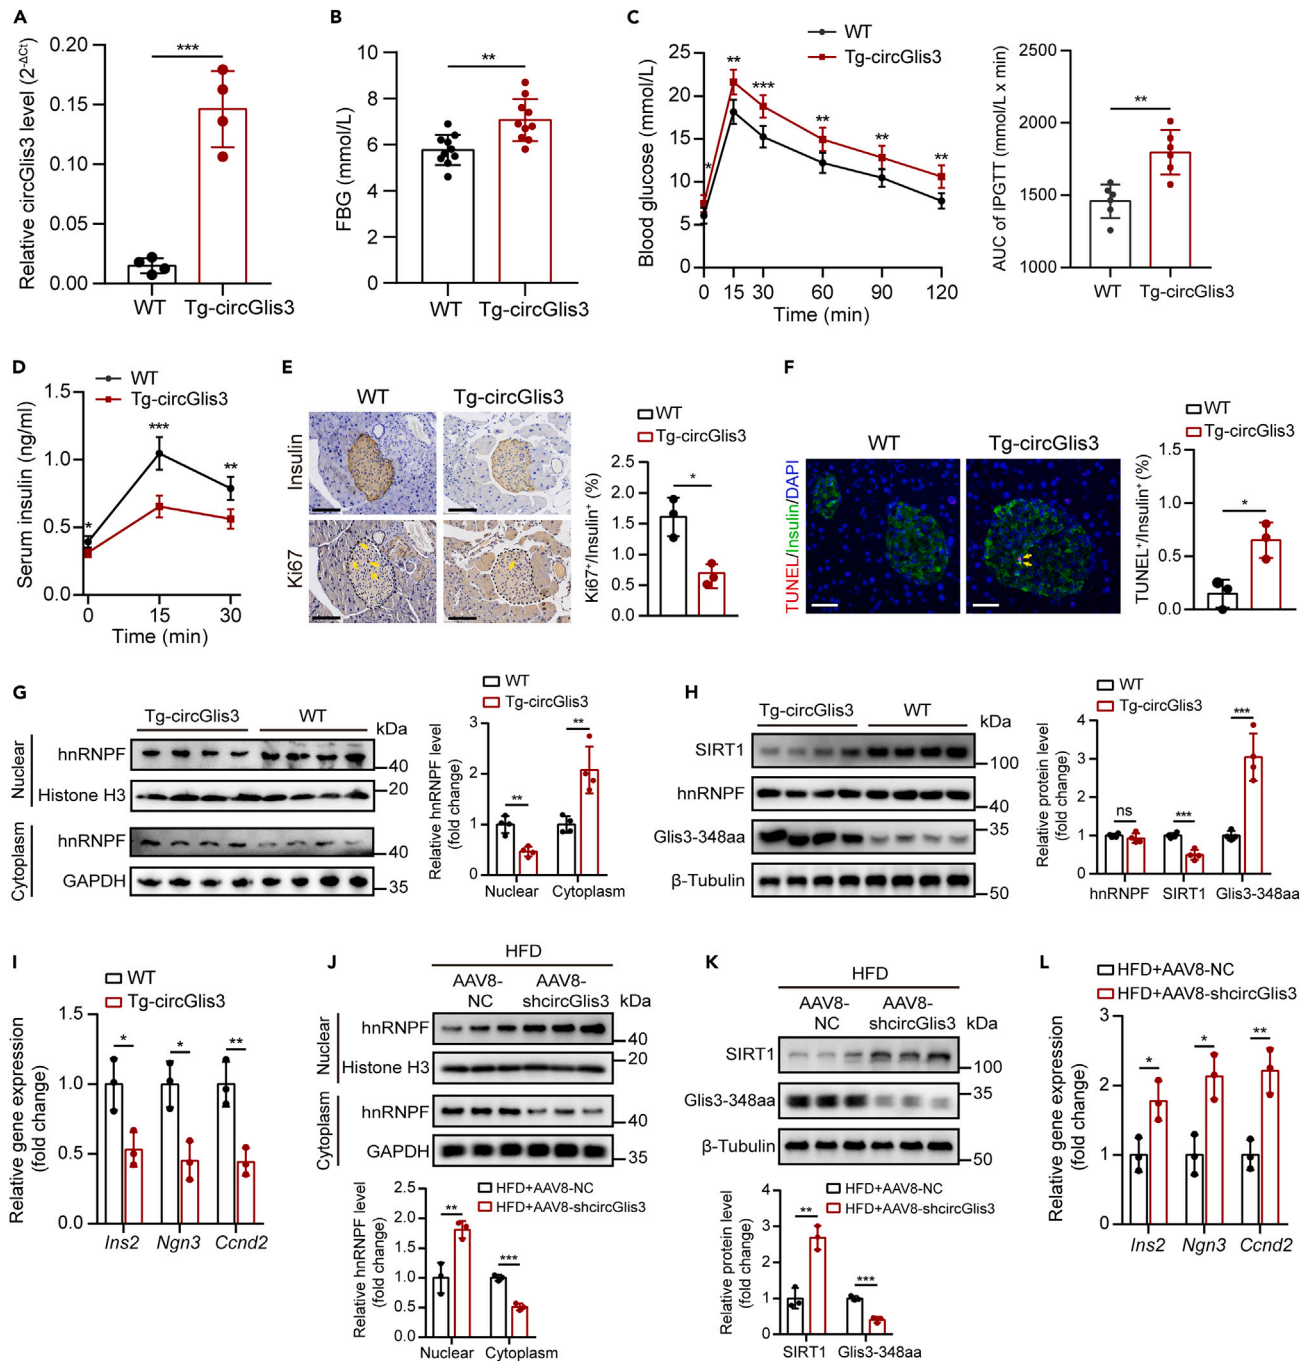 A
Relative circGlis3 level (2-ΔCt)
0.20
0.15
0.10
0.05
0.00
***
WT
Tg-circGlis3
B
FBG (mmol/L)
10
8
6
4
2
0
**
WT
Tg-circGlis3
C
WT
Tg-circGlis3
Blood glucose (mmol/L)
25
20
15
10
5
0
*
**
***
**
**
**
0 15 30 60 90 120
Time (min)
AUC of IPGTT (mmol/L x min)
2500
2000
1500
1000
**
WT
Tg-circGlis3
D
WT
Tg-circGlis3
Serum insulin (ng/ml)
1.5
1.0
0.5
0.0
*
***
**
0 15 30
Time (min)
E
WT
Tg-circGlis3
Insulin
Ki67
WT
Tg-circGlis3
Ki67+/Insulin+ (%)
2.5
2.0
1.5
1.0
0.5
0.0
*
F
WT
Tg-circGlis3
TUNEL/Insulin/DAPI
WT
Tg-circGlis3
TUNEL+/Insulin+ (%)
1.5
1.0
0.5
0.0
*
G
Tg-circGlis3 WT
kDa
Nuclear
hnRNPF
40
Histone H3
20
Cytoplasm
hnRNPF
40
GAPDH
35
WT
Tg-circGlis3
Relative hnRNPF level
(fold change)
3
2
1
0
**
**
Nuclear Cytoplasm
H
Tg-circGlis3 WT
kDa
SIRT1
100
hnRNPF
40
Glis3-348aa
35
β-Tubulin
50
WT
Tg-circGlis3
Relative protein level
(fold change)
4
3
2
1
0
ns
***
***
hnRNPF SIRT1 Glis3-348aa
I
WT
Tg-circGlis3
Relative gene expression
(fold change)
1.0
0.5
0.0
*
*
**
Ins2 Ngn3 Ccnd2
J
HFD
AAV8-
NC
AAV8-
shcircGlis3
kDa
Nuclear
hnRNPF
40
Histone H3
20
Cytoplasm
hnRNPF
40
GAPDH
35
Relative hnRNPF level
(fold change)
2.5
2.0
1.5
1.0
0.5
0.0
HFD+AAV8-NC
HFD+AAV8-shcircGlis3
**
***
Nuclear Cytoplasm
K
HFD
AAV8-
NC
AAV8-
shcircGlis3
kDa
SIRT1
100
Glis3-348aa
35
β-Tubulin
50
Relative protein level
(fold change)
4
3
2
1
0
HFD+AAV8-NC
HFD+AAV8-shcircGlis3
**
***
SIRT1 Glis3-348aa
L
HFD+AAV8-NC
HFD+AAV8-shcircGlis3
Relative gene expression
(fold change)
3
2
1
0
*
*
**
Ins2 Ngn3 Ccnd2